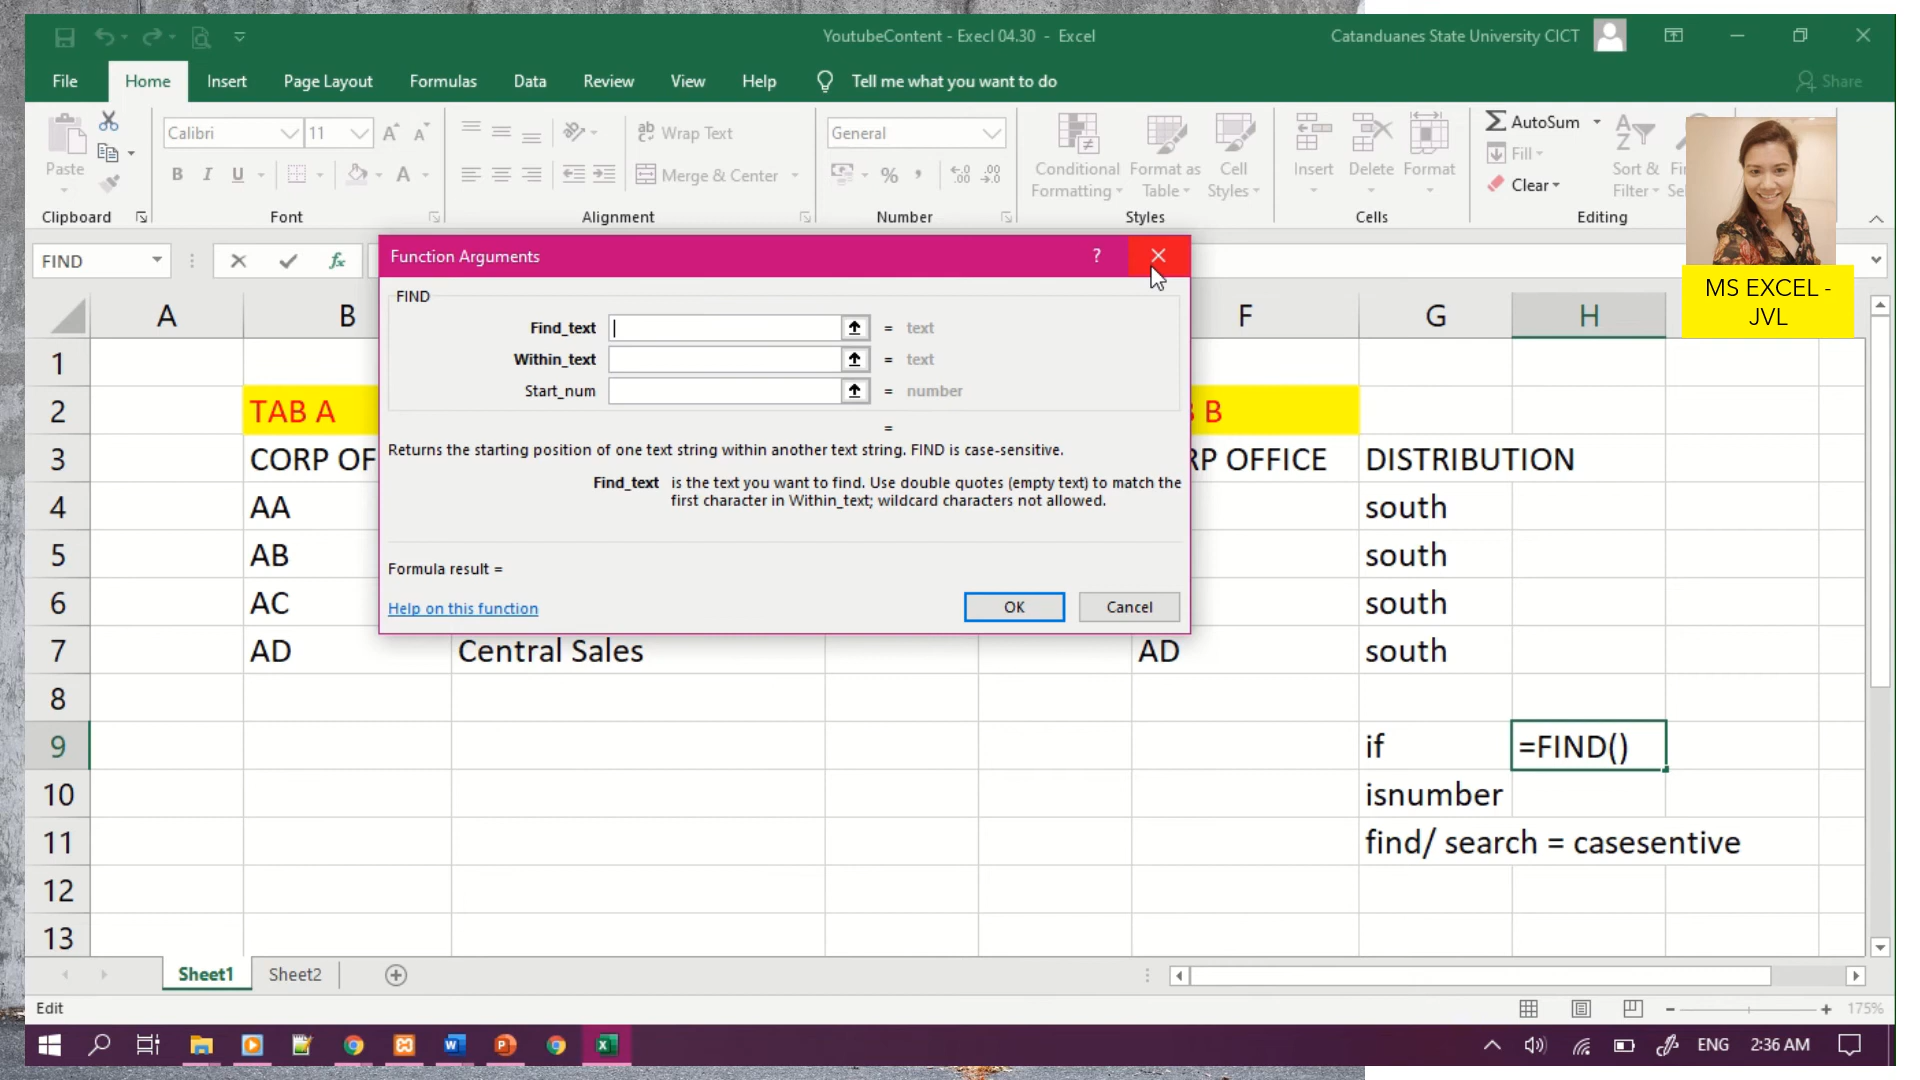 YoutubeContent - Execl 04.30 - Excel
Catanduanes State University CICT
File
Home
Insert
Page Layout
Formulas
Data
Review
View
Help
Tell me what you want to do
Share
Paste
Calibri
11
Wrap Text
Merge & Center
General
Conditional Formatting
Format as Table
Cell Styles
Insert
Delete
Format
AutoSum
Fill
Clear
Sort & Filter
Clipboard
Font
Alignment
Number
Styles
Cells
Editing
MS EXCEL -
JVL
FIND
fx
Function Arguments
?
FIND
Find_text
= text
Within_text
= text
Start_num
= number
=
Returns the starting position of one text string within another text string. FIND is case-sensitive.
Find_text is the text you want to find. Use double quotes (empty text) to match the
first character in Within_text; wildcard characters not allowed.
Formula result =
Help on this function
OK
Cancel
A
B
F
G
H
1
2 TAB A B
3 CORP OF RP OFFICE DISTRIBUTION
4 AA south
5 AB south
6 AC south
7 AD Central Sales AD south
8
9 if =FIND()
10 isnumber
11 find/ search = casesentive
12
13
Sheet1
Sheet2
Edit
175%
ENG
2:36 AM